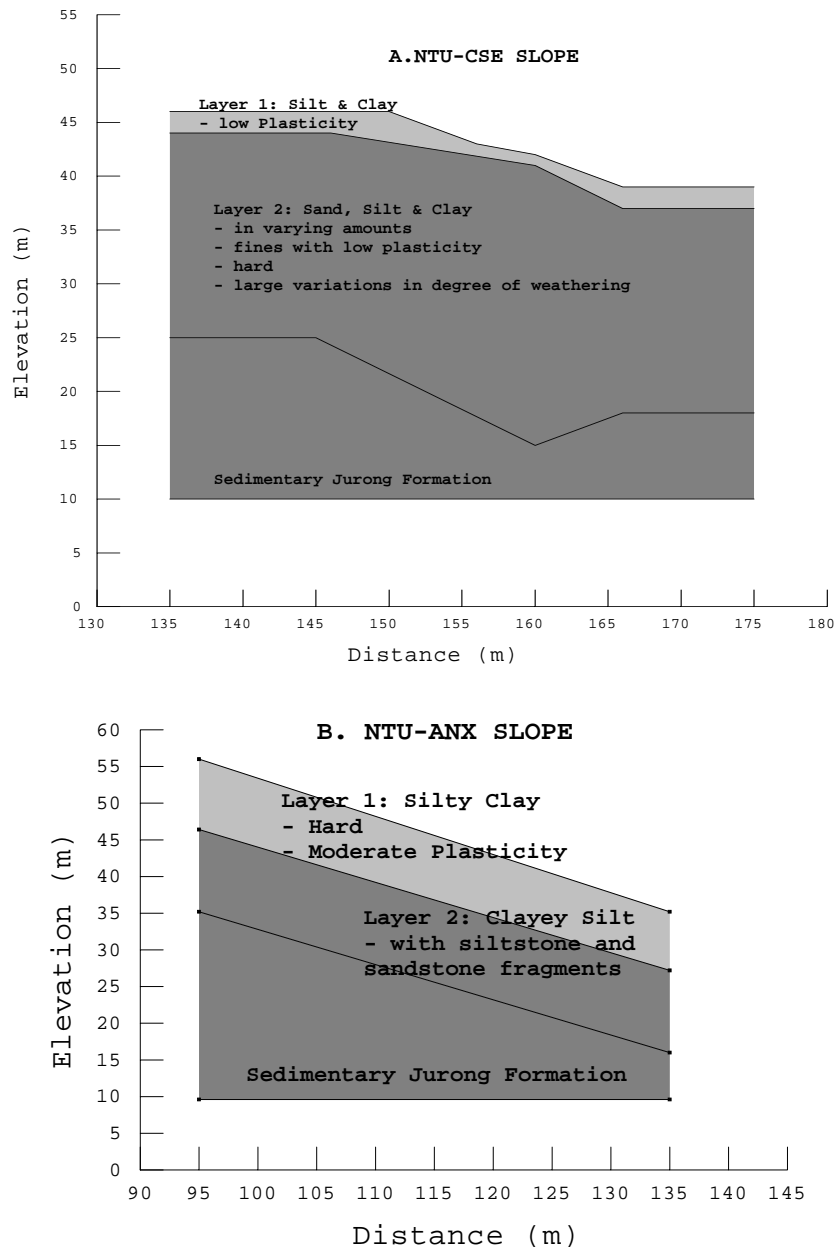 A.NTU-CSE SLOPE
55
50
45
40
35
30
25
20
15
10
5
0
Elevation (m)
Layer 1: Silt & Clay
- low Plasticity
Layer 2: Sand, Silt & Clay
- in varying amounts
- fines with low plasticity
- hard
- large variations in degree of weathering
Sedimentary Jurong Formation
130 135 140 145 150 155 160 165 170 175 180
Distance (m)
B. NTU-ANX SLOPE
60
55
50
45
40
35
30
25
20
15
10
5
0
Elevation (m)
Layer 1: Silty Clay
- Hard
- Moderate Plasticity
Layer 2: Clayey Silt
- with siltstone and
sandstone fragments
Sedimentary Jurong Formation
90 95 100 105 110 115 120 125 130 135 140 145
Distance (m)